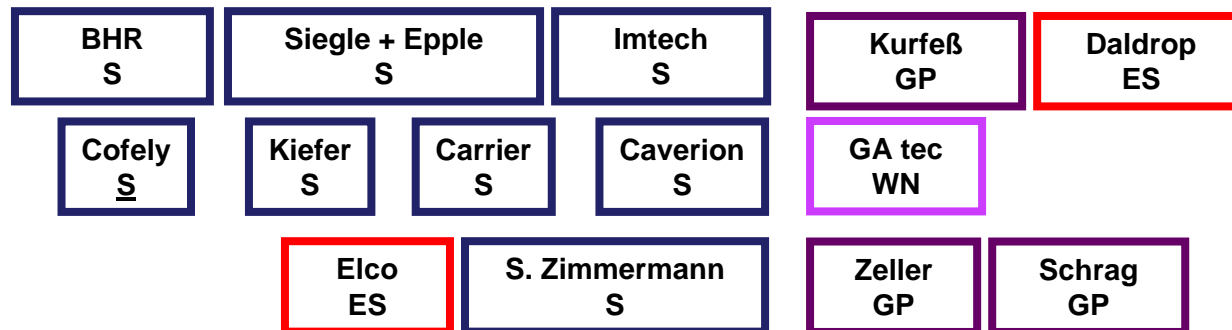 BHR
S
Siegle + Epple
S
Imtech
S
Kurfeß
GP
Daldrop
ES
Cofely
S
Kiefer
S
Carrier
S
Caverion
S
GA tec
WN
Elco
ES
S. Zimmermann
S
Zeller
GP
Schrag
GP